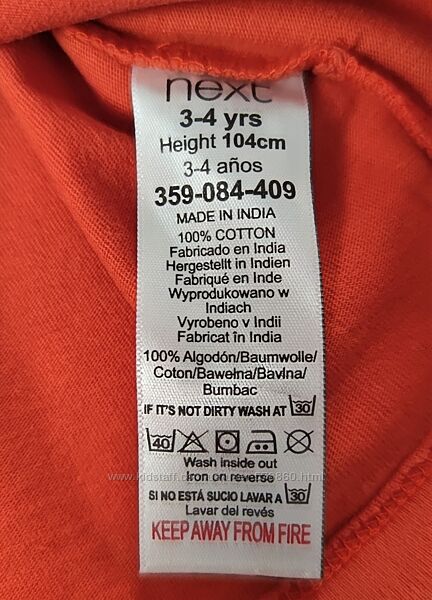 next
3-4 yrs
Height 104cm
3-4 años
359-084-409
MADE IN INDIA
100% COTTON
Fabricado en India
Hergestellt in Indien
Fabriqué en Inde
Wyprodukowano w
Indiach
Vyrobeno v Indii
Fabricat în India
100% Algodón/Baumwolle/
Coton/Bawełna/Bavlna/
Bumbac
IF IT'S NOT DIRTY WASH AT 30
40
Wash inside out
Iron on reverse
SI NO ESTÁ SUCIO LAVAR A 30
Lavar del revés
KEEP AWAY FROM FIRE